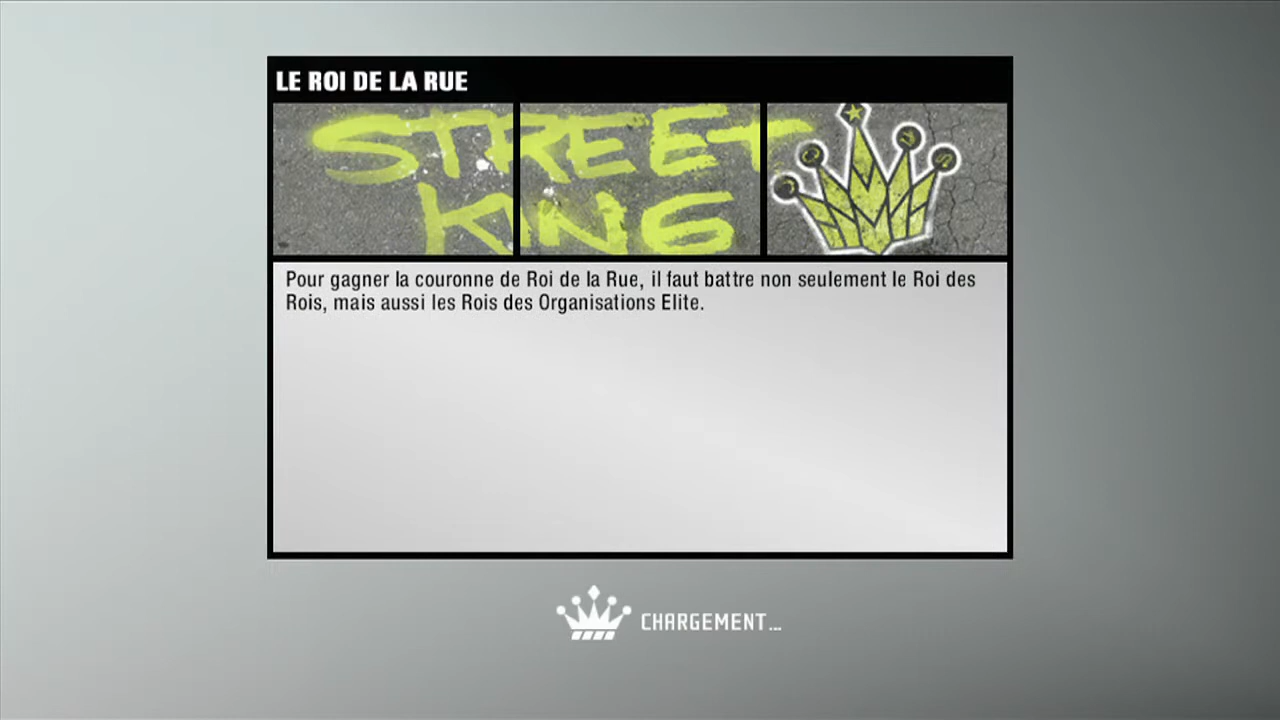 LE ROI DE LA RUE
STREET
KING
Pour gagner la couronne de Roi de la Rue, il faut battre non seulement le Roi des
Rois, mais aussi les Rois des Organisations Elite.
CHARGEMENT...